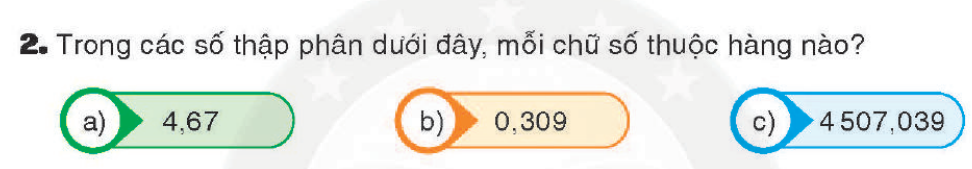 2. Trong các số thập phân dưới đây, mỗi chữ số thuộc hàng nào?
a) 4,67 b) 0,309 c) 4 507,039